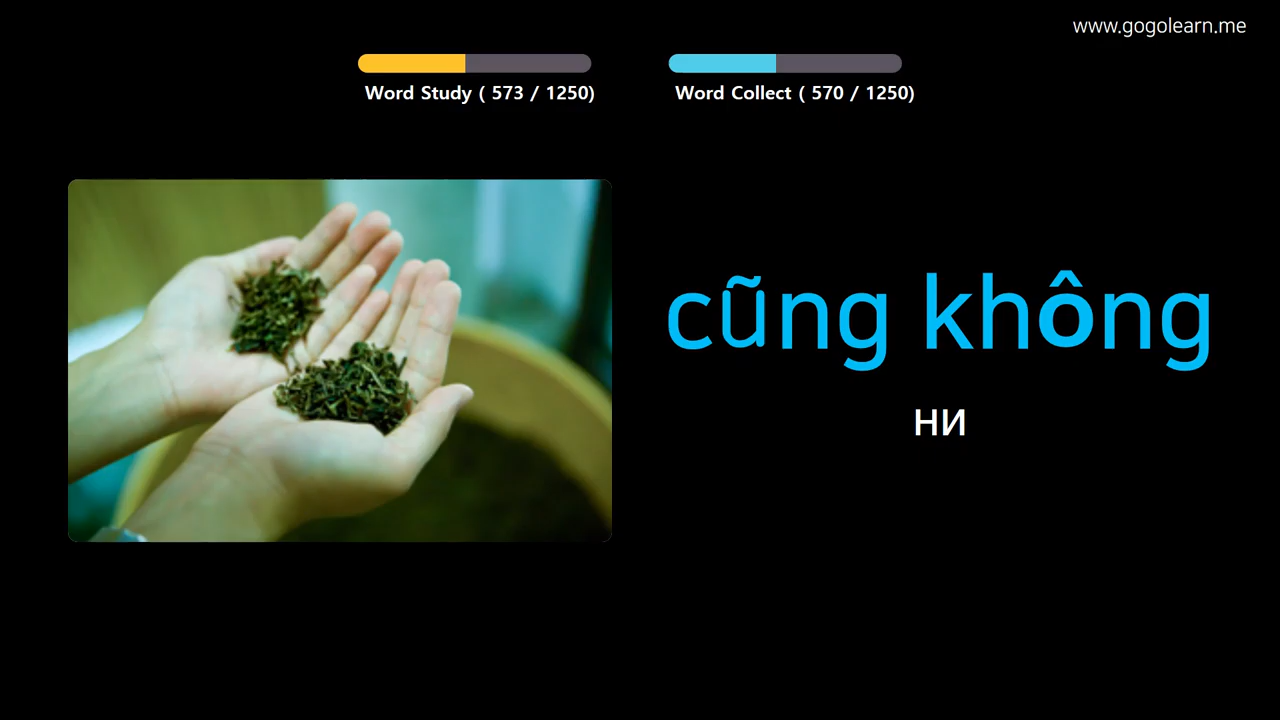 www.gogolearn.me
Word Study ( 573 / 1250)
Word Collect ( 570 / 1250)
cũng không
ни